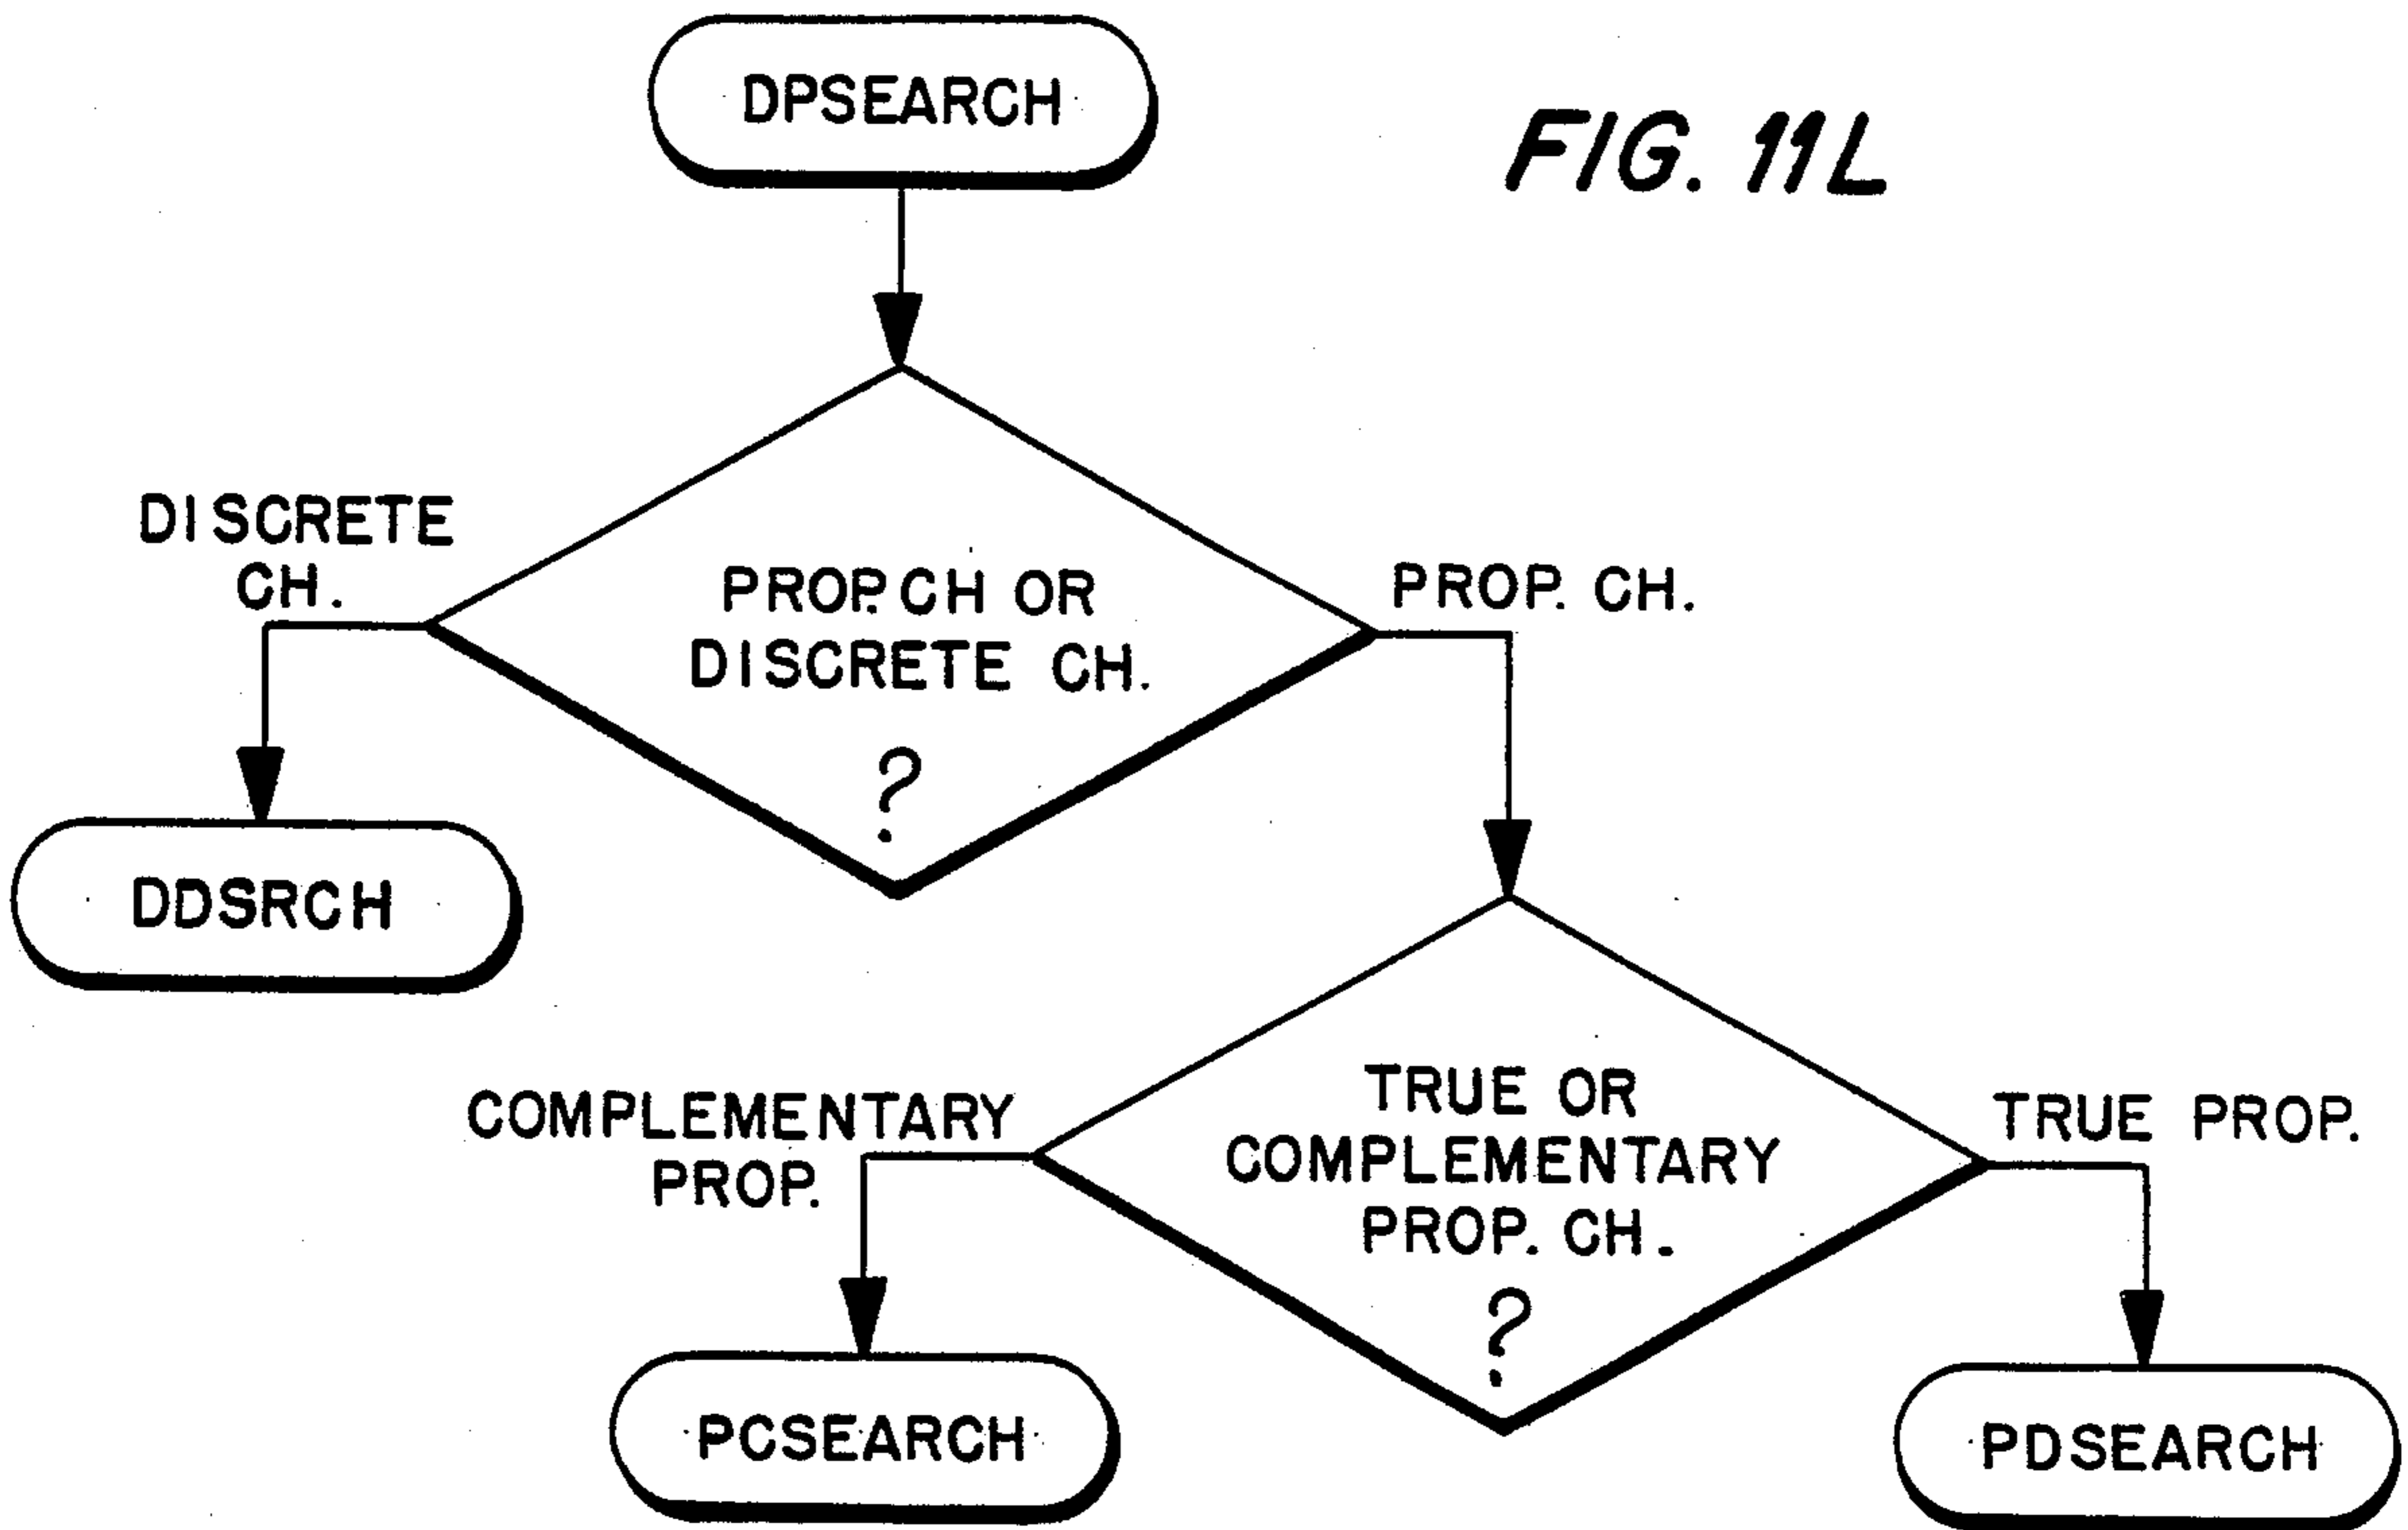 DPSEARCH
FIG. 11L
DISCRETE
CH.
PROP. CH OR
DISCRETE CH.
?
PROP. CH.
DDSRCH
COMPLEMENTARY
PROP.
TRUE OR
COMPLEMENTARY
PROP. CH.
?
TRUE PROP.
PCSEARCH
PDSEARCH